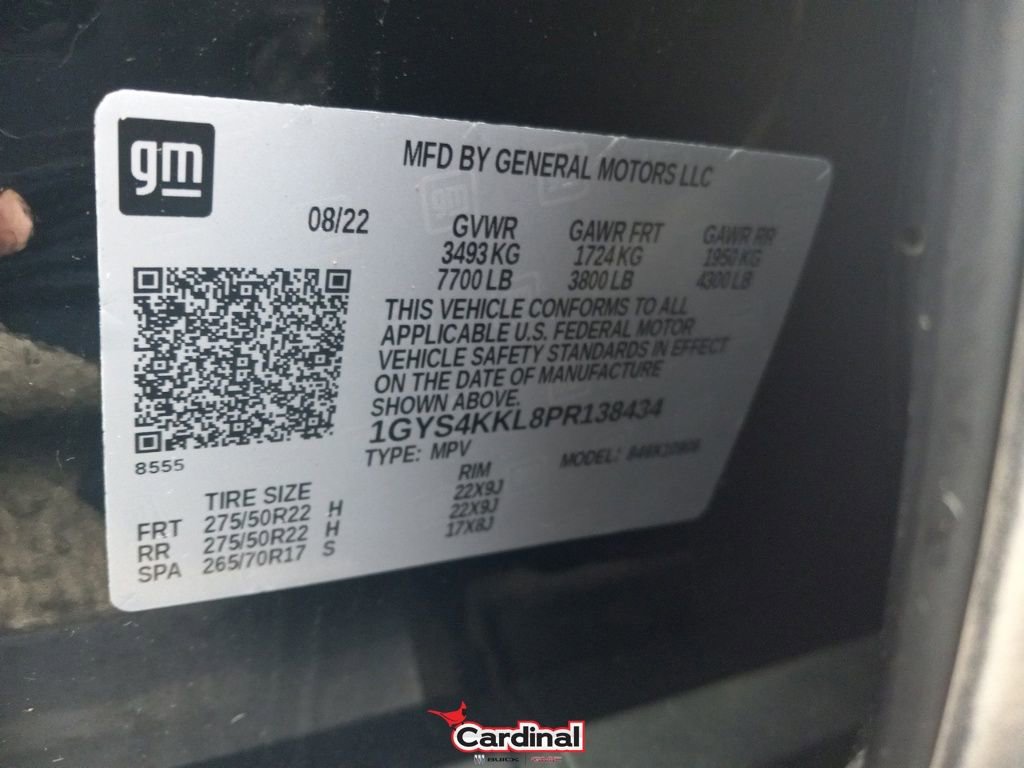 gm
MFD BY GENERAL MOTORS LLC
08/22 GVWR GAWR FRT GAWR RR
3493 KG 1724 KG 1950 KG
7700 LB 3800 LB 4300 LB
THIS VEHICLE CONFORMS TO ALL
APPLICABLE U.S. FEDERAL MOTOR
VEHICLE SAFETY STANDARDS IN EFFECT
ON THE DATE OF MANUFACTURE
SHOWN ABOVE.
1GYS4KKL8PR138434
8555
TYPE: MPV MODEL:
TIRE SIZE RIM
FRT 275/50R22 H 22X9J
RR 275/50R22 H 22X9J
SPA 265/70R17 S 17X8J
Cardinal
BUICK